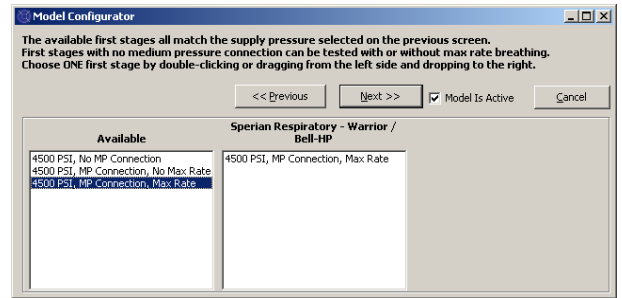 Model Configurator
The available first stages all match the supply pressure selected on the previous screen.
First stages with no medium pressure connection can be tested with or without max rate breathing.
Choose ONE first stage by double-clicking or dragging from the left side and dropping to the right.
<< Previous
Next >>
Model Is Active
Cancel
Available
Sperian Respiratory - Warrior /
Bell-HP
4500 PSI, No MP Connection
4500 PSI, MP Connection, No Max Rate
4500 PSI, MP Connection, Max Rate
4500 PSI, MP Connection, Max Rate